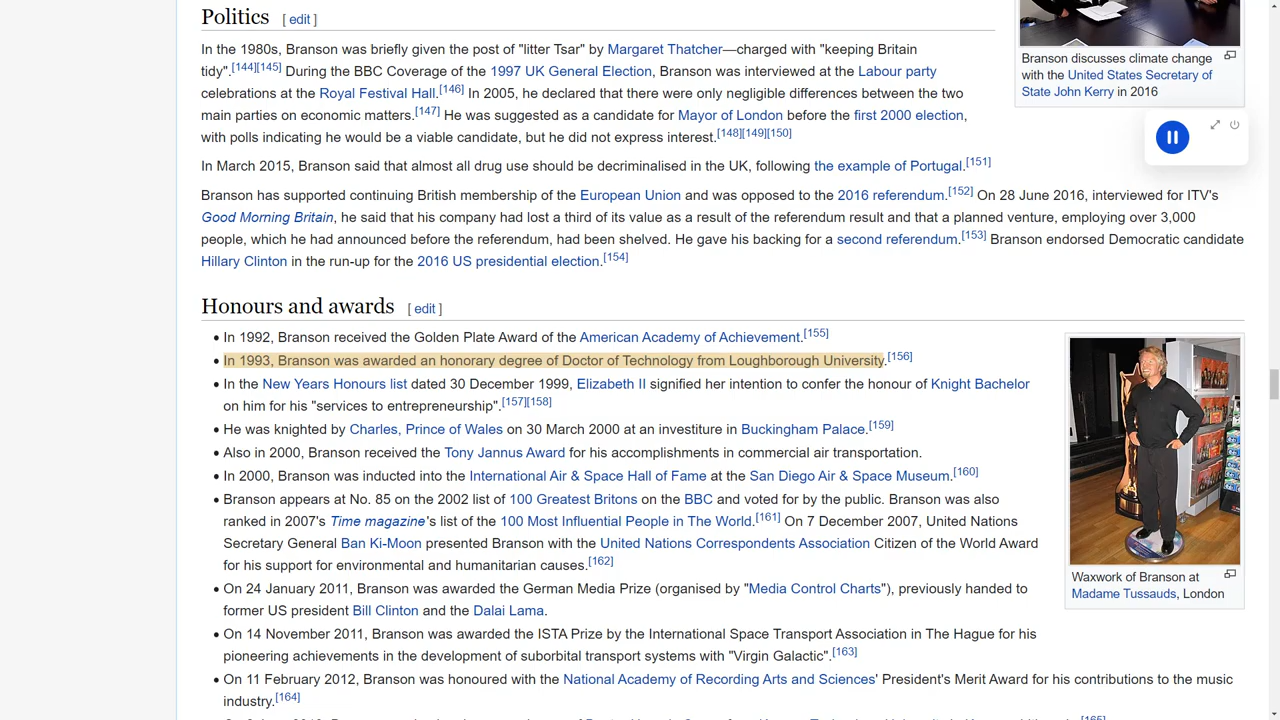 Politics [ edit ]
In the 1980s, Branson was briefly given the post of "litter Tsar" by Margaret Thatcher—charged with "keeping Britain
tidy".[144][145] During the BBC Coverage of the 1997 UK General Election, Branson was interviewed at the Labour party
celebrations at the Royal Festival Hall.[146] In 2005, he declared that there were only negligible differences between the two
main parties on economic matters.[147] He was suggested as a candidate for Mayor of London before the first 2000 election,
with polls indicating he would be a viable candidate, but he did not express interest.[148][149][150]
In March 2015, Branson said that almost all drug use should be decriminalised in the UK, following the example of Portugal.[151]
Branson has supported continuing British membership of the European Union and was opposed to the 2016 referendum.[152] On 28 June 2016, interviewed for ITV's
Good Morning Britain, he said that his company had lost a third of its value as a result of the referendum result and that a planned venture, employing over 3,000
people, which he had announced before the referendum, had been shelved. He gave his backing for a second referendum.[153] Branson endorsed Democratic candidate
Hillary Clinton in the run-up for the 2016 US presidential election.[154]
Branson discusses climate change
with the United States Secretary of
State John Kerry in 2016
Honours and awards [ edit ]
In 1992, Branson received the Golden Plate Award of the American Academy of Achievement.[155]
In 1993, Branson was awarded an honorary degree of Doctor of Technology from Loughborough University.[156]
In the New Years Honours list dated 30 December 1999, Elizabeth II signified her intention to confer the honour of Knight Bachelor
on him for his "services to entrepreneurship".[157][158]
He was knighted by Charles, Prince of Wales on 30 March 2000 at an investiture in Buckingham Palace.[159]
Also in 2000, Branson received the Tony Jannus Award for his accomplishments in commercial air transportation.
In 2000, Branson was inducted into the International Air & Space Hall of Fame at the San Diego Air & Space Museum.[160]
Branson appears at No. 85 on the 2002 list of 100 Greatest Britons on the BBC and voted for by the public. Branson was also
ranked in 2007's Time magazine's list of the 100 Most Influential People in The World.[161] On 7 December 2007, United Nations
Secretary General Ban Ki-Moon presented Branson with the United Nations Correspondents Association Citizen of the World Award
for his support for environmental and humanitarian causes.[162]
On 24 January 2011, Branson was awarded the German Media Prize (organised by "Media Control Charts"), previously handed to
former US president Bill Clinton and the Dalai Lama.
On 14 November 2011, Branson was awarded the ISTA Prize by the International Space Transport Association in The Hague for his
pioneering achievements in the development of suborbital transport systems with "Virgin Galactic".[163]
On 11 February 2012, Branson was honoured with the National Academy of Recording Arts and Sciences' President's Merit Award for his contributions to the music
industry.[164]
Waxwork of Branson at
Madame Tussauds, London